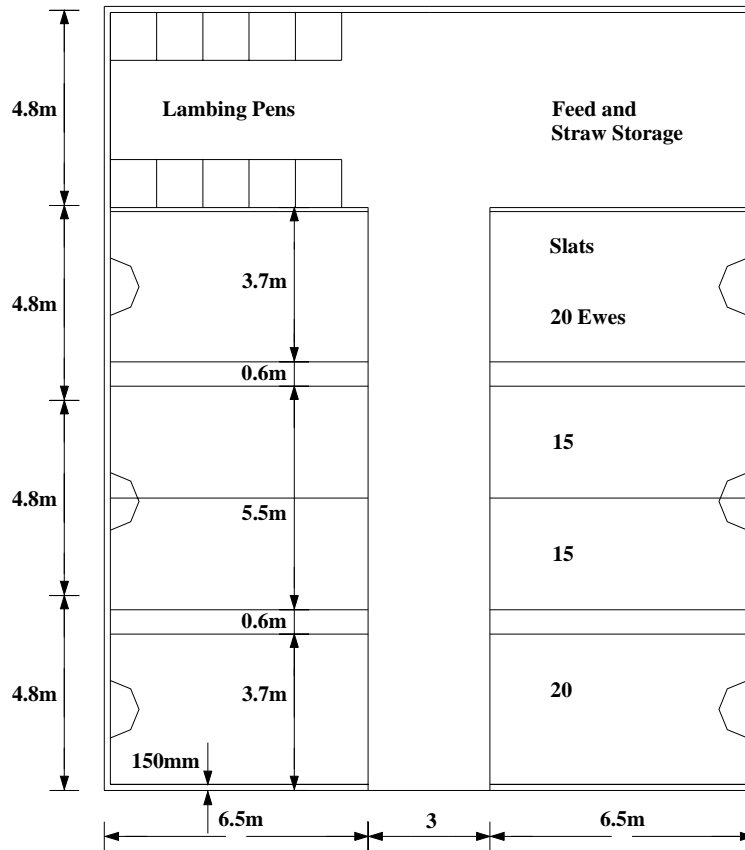 4.8m
Lambing Pens
Feed and
Straw Storage
Slats
3.7m
4.8m
20 Ewes
0.6m
15
4.8m
5.5m
15
0.6m
20
4.8m
3.7m
150mm
6.5m
3
6.5m